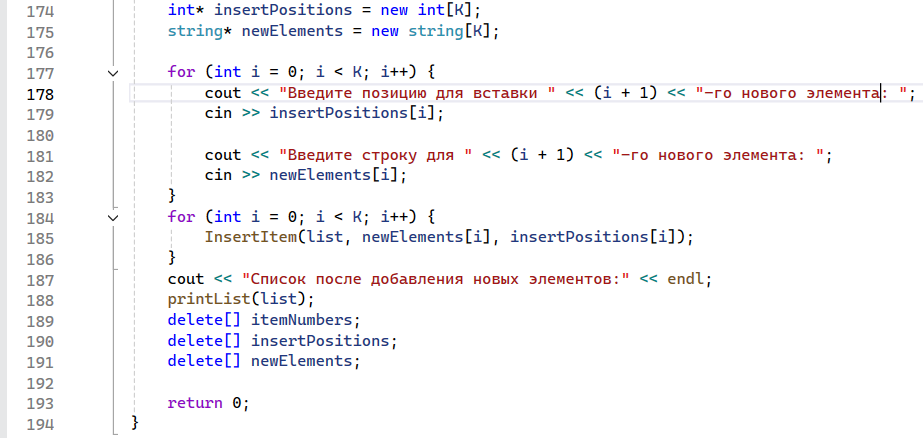 174 int* insertPositions = new int[K];
175 string* newElements = new string[K];
176
177 for (int i = 0; i < K; i++) {
178 cout << "Введите позицию для вставки " << (i + 1) << "-го нового элемента: ";
179 cin >> insertPositions[i];
180
181 cout << "Введите строку для " << (i + 1) << "-го нового элемента: ";
182 cin >> newElements[i];
183 }
184 for (int i = 0; i < K; i++) {
185 InsertItem(list, newElements[i], insertPositions[i]);
186 }
187 cout << "Список после добавления новых элементов:" << endl;
188 printList(list);
189 delete[] itemNumbers;
190 delete[] insertPositions;
191 delete[] newElements;
192
193 return 0;
194 }